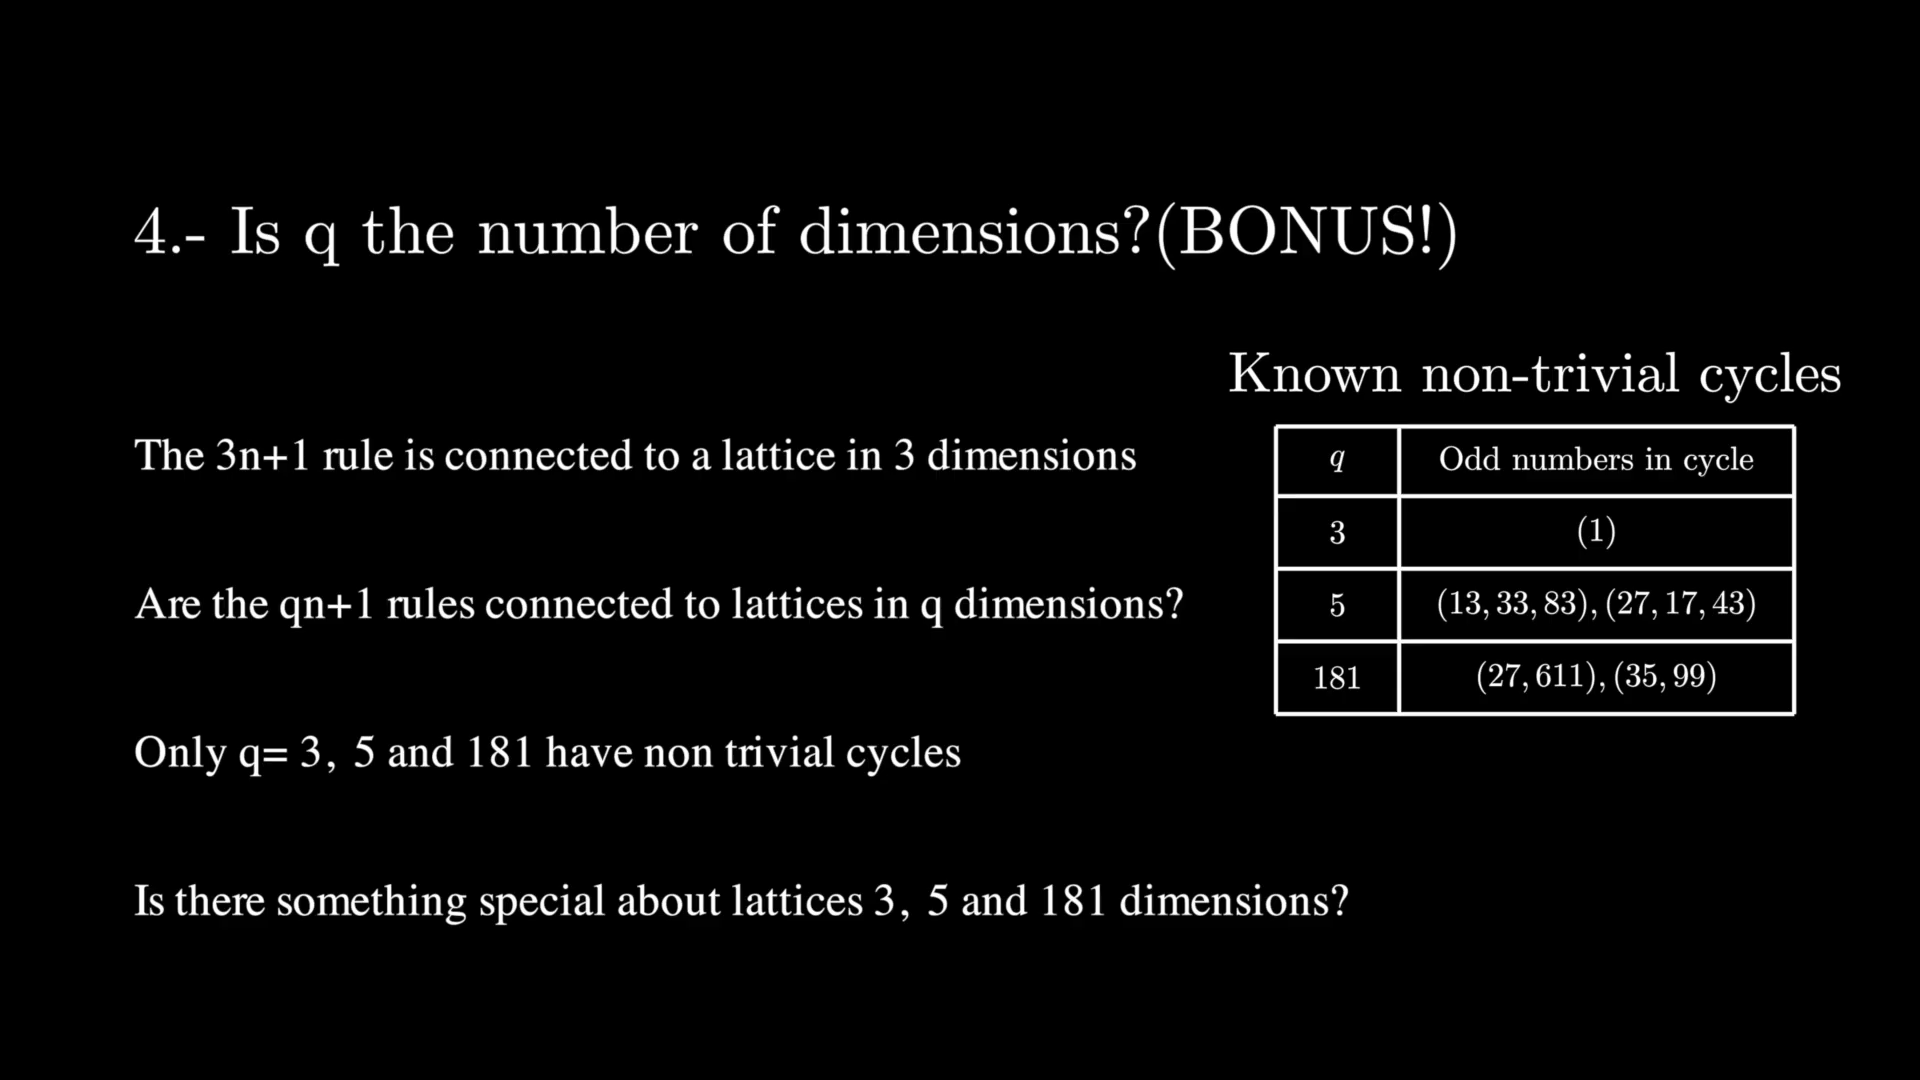 4.- Is q the number of dimensions?(BONUS!)
Known non-trivial cycles
The 3n+1 rule is connected to a lattice in 3 dimensions
q Odd numbers in cycle
3 (1)
Are the qn+1 rules connected to lattices in q dimensions?
5 (13, 33, 83), (27, 17, 43)
181 (27, 611), (35, 99)
Only q= 3, 5 and 181 have non trivial cycles
Is there something special about lattices 3, 5 and 181 dimensions?